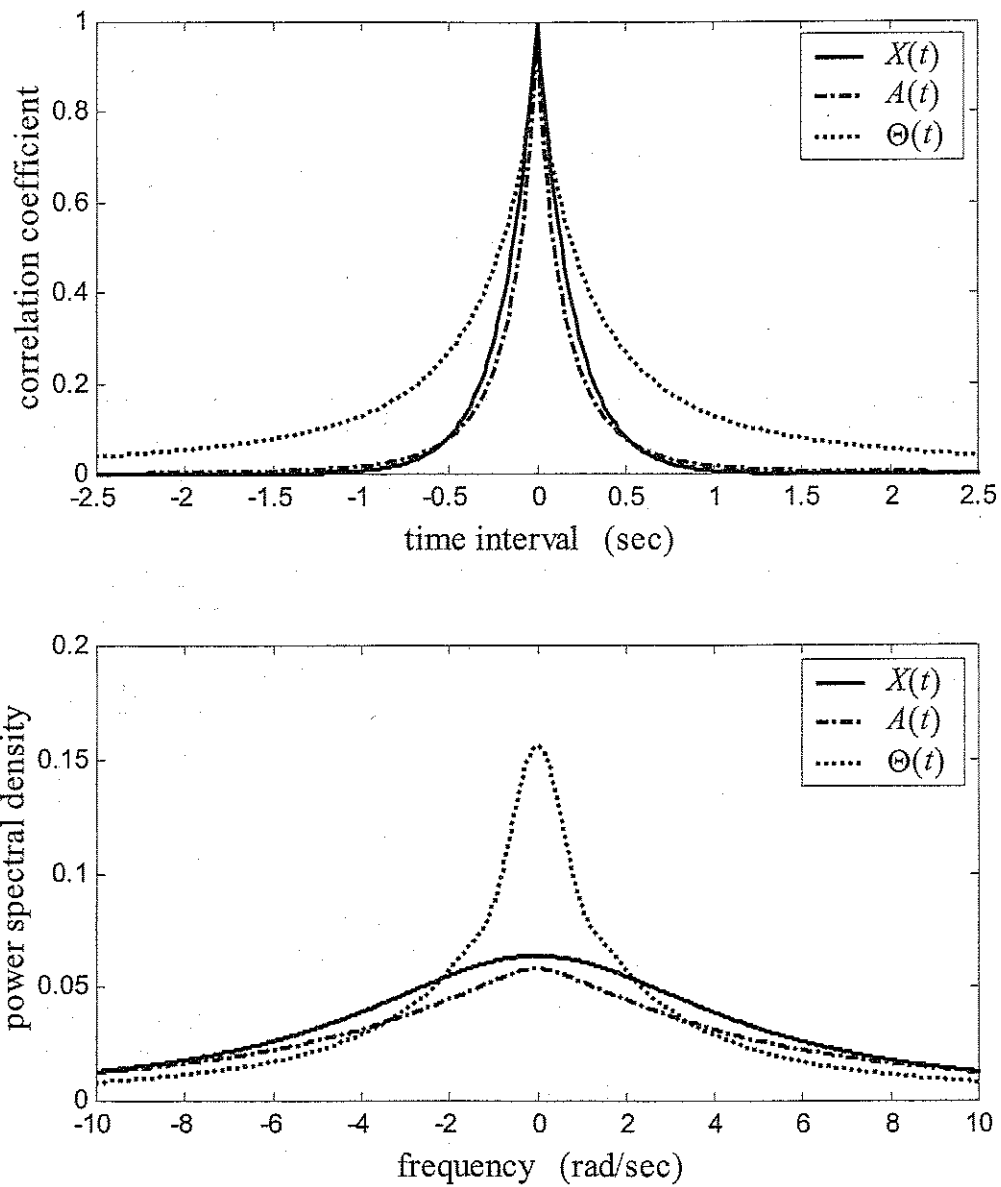 1
0.8
0.6
0.4
0.2
0
-2.5 -2 -1.5 -1 -0.5 0 0.5 1 1.5 2 2.5
correlation coefficient
time interval (sec)
X(t)
A(t)
Θ(t)
0.2
0.15
0.1
0.05
0
-10 -8 -6 -4 -2 0 2 4 6 8 10
power spectral density
frequency (rad/sec)
X(t)
A(t)
Θ(t)